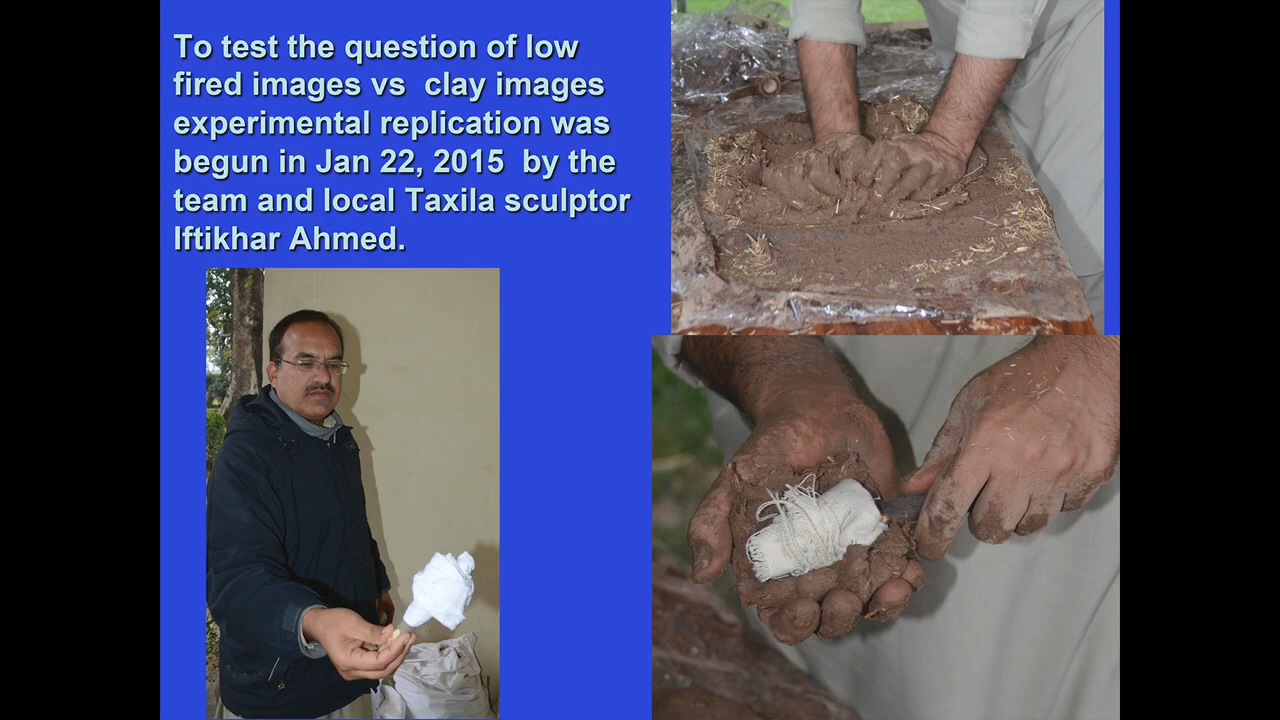 To test the question of low
fired images vs  clay images
experimental replication was
begun in Jan 22, 2015  by the
team and local Taxila sculptor
Iftikhar Ahmed.